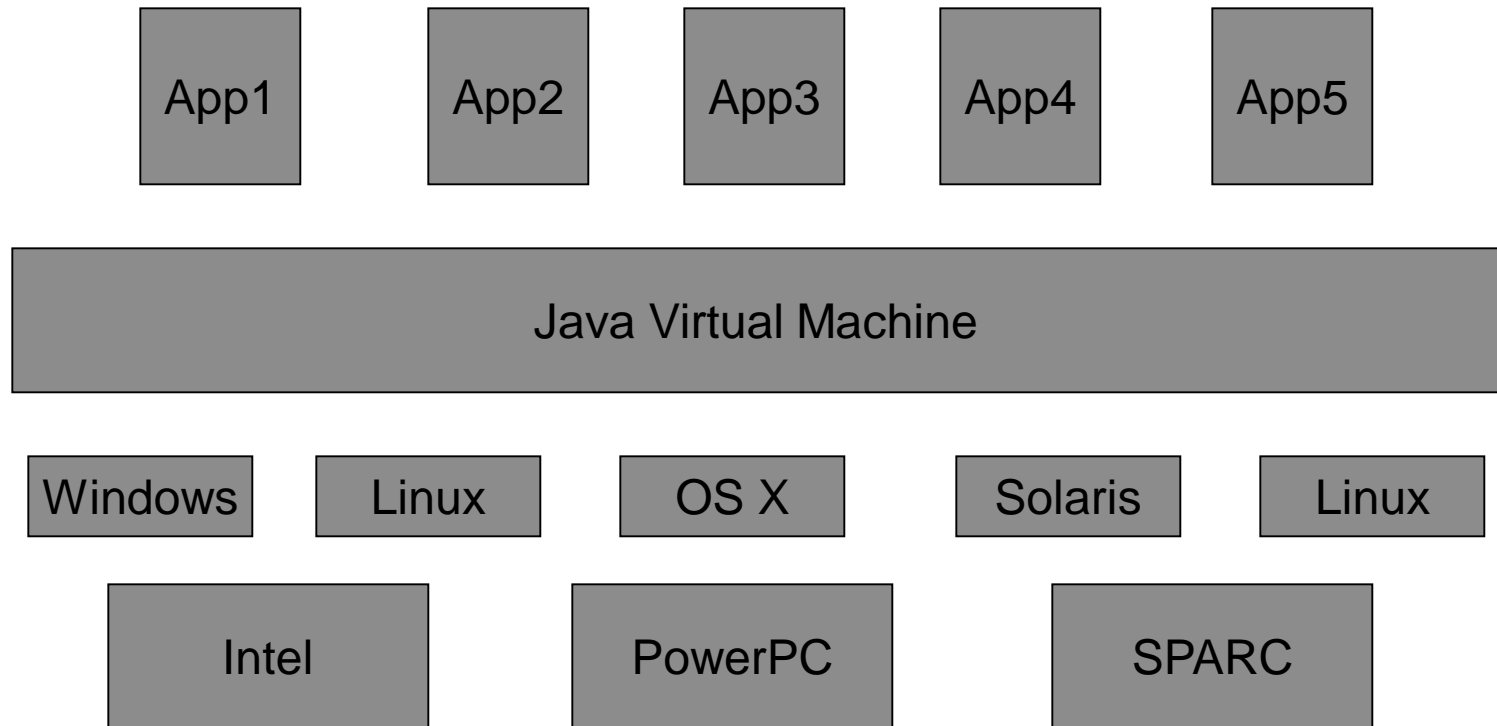 App1
App2
App3
App4
App5
Java Virtual Machine
Windows
Linux
OS X
Solaris
Linux
Intel
PowerPC
SPARC